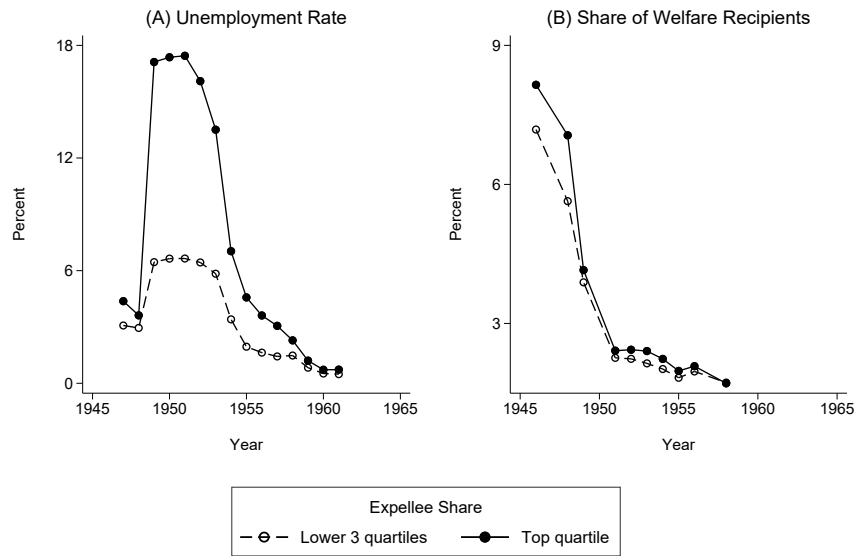 (A) Unemployment Rate
18
12
6
0
Percent
1945 1950 1955 1960 1965
Year
(B) Share of Welfare Recipients
9
6
3
Percent
1945 1950 1955 1960 1965
Year
Expellee Share
Lower 3 quartiles Top quartile